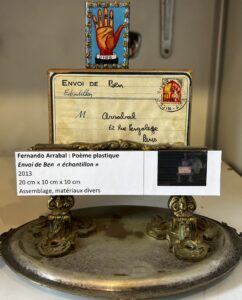 ENVOI DE Ben
Echantillon
M Arrabal
Paris
Fernando Arrabal : Poème plastique
Envoi de Ben « échantillon »
2013
20 cm x 10 cm x 10 cm
Assemblage, matériaux divers